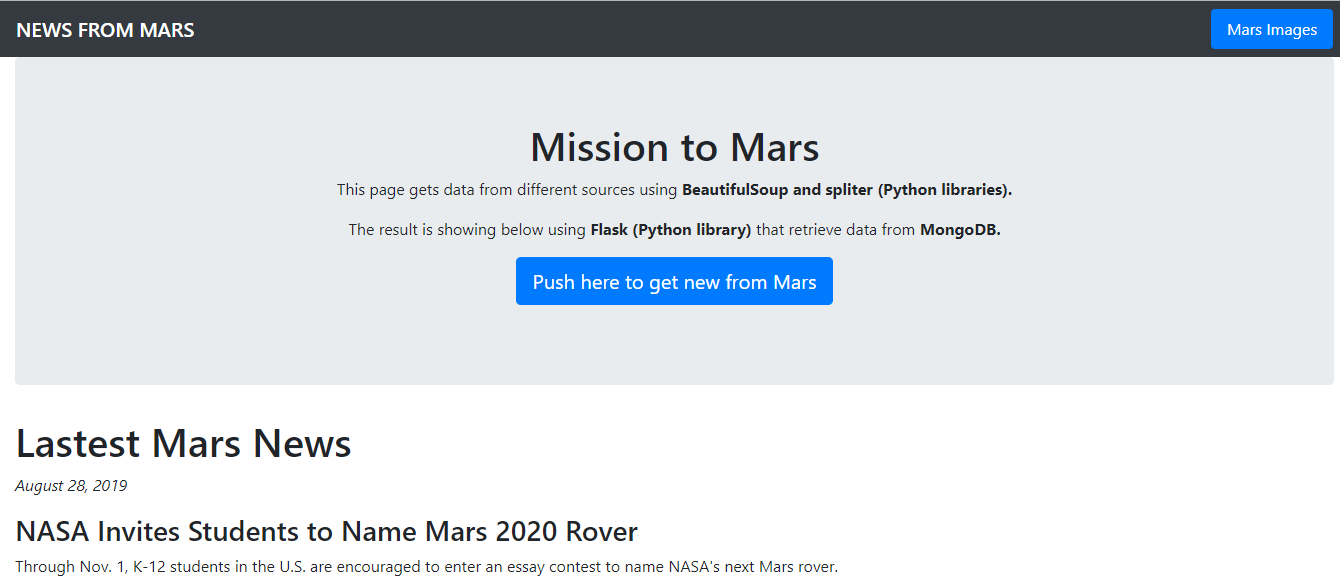 NEWS FROM MARS
Mars Images
Mission to Mars
This page gets data from different sources using BeautifulSoup and spliter (Python libraries).
The result is showing below using Flask (Python library) that retrieve data from MongoDB.
Push here to get new from Mars
Lastest Mars News
August 28, 2019
NASA Invites Students to Name Mars 2020 Rover
Through Nov. 1, K-12 students in the U.S. are encouraged to enter an essay contest to name NASA's next Mars rover.